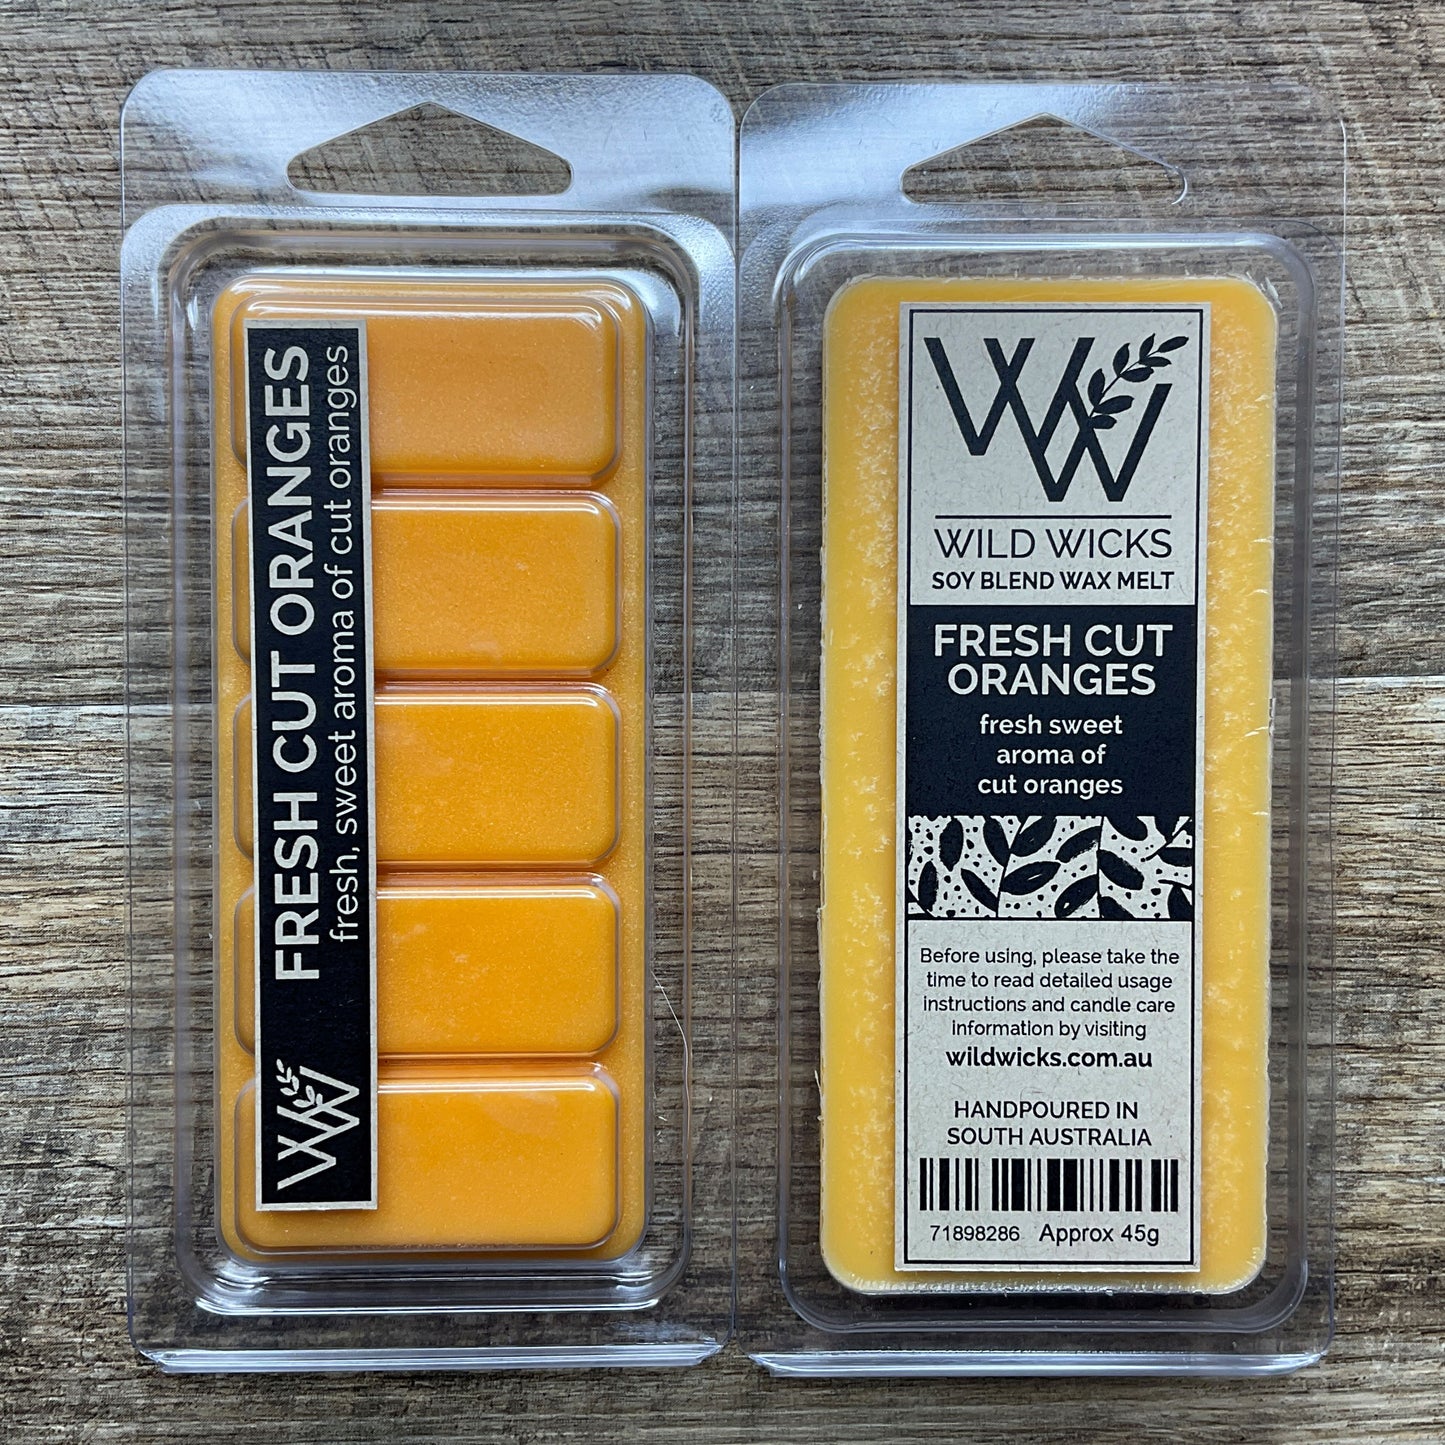 FRESH CUT ORANGES
fresh, sweet aroma of cut oranges
WW
WW
WILD WICKS
SOY BLEND WAX MELT
FRESH CUT
ORANGES
fresh sweet
aroma of
cut oranges
Before using, please take the
time to read detailed usage
instructions and candle care
information by visiting
wildwicks.com.au
HANDPOURED IN
SOUTH AUSTRALIA
71898286 Approx 45g